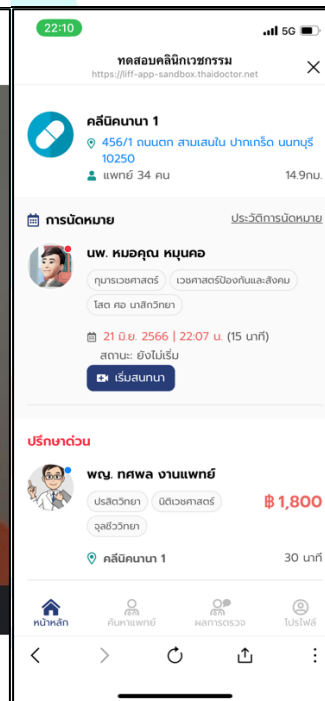 22:10
5G
ทดสอบคลินิกเวชกรรม
https://liff-app-sandbox.thaidoctor.net
คลีนิคนานา 1
456/1 ถนนตก สามเสนใน ปากเกร็ด นนทบุรี
10250
แพทย์ 34 คน 14.9กม.
การนัดหมาย ประวัติการนัดหมาย
นพ. หมอคุณ หมุนคอ
กุมารเวชศาสตร์ เวชศาสตร์ป้องกันและสังคม
โสต ศอ นาสิกวิทยา
21 มิ.ย. 2566 | 22:07 น. (15 นาที)
สถานะ: ยังไม่เริ่ม
เริ่มสนทนา
ปรึกษาด่วน
พญ. ทศพล งานแพทย์
ปรสิตวิทยา นิติเวชศาสตร์ ฿ 1,800
จุลชีววิทยา
คลีนิคนานา 1 30 นาที
หน้าหลัก ค้นหาแพทย์ ผลการตรวจ โปรไฟล์